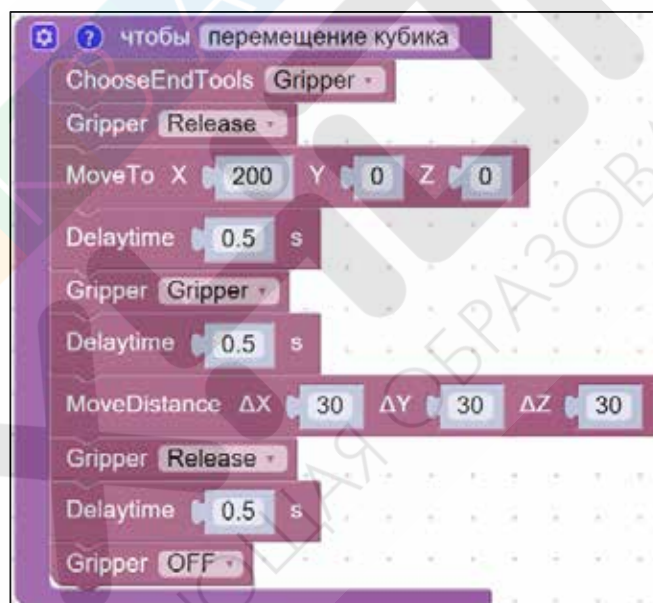 ? чтобы перемещение кубика
ChooseEndTools Gripper
Gripper Release
MoveTo X 200 Y 0 Z 0
Delaytime 0.5 s
Gripper Gripper
Delaytime 0.5 s
MoveDistance ΔX 30 ΔY 30 ΔZ 30
Gripper Release
Delaytime 0.5 s
Gripper OFF